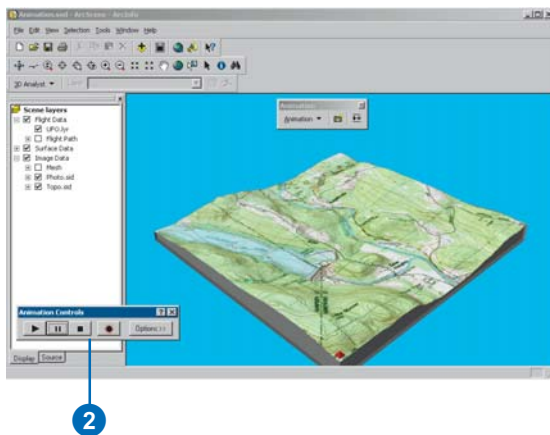 Animation.sxd - ArcScene - ArcInfo
File Edit View Selection Tools Window Help
3D Analyst Layer:
Animation
Animation
Scene layers
Flight Data
UFO.lyr
Flight Path
Surface Data
Image Data
Mesh
Photo.sid
Topo.sid
Animation Controls
Options >>
Display Source
2